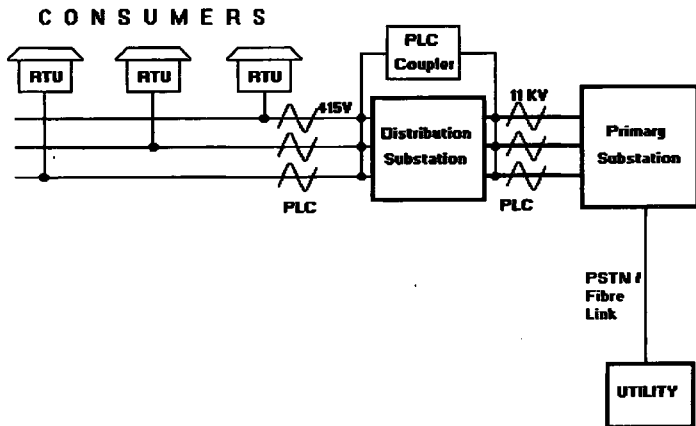 CONSUMERS
RTU
RTU
RTU
PLC
Coupler
415V
11 KV
Distribution
Substation
Primary
Substation
PLC
PLC
PSTN /
Fibre
Link
UTILITY